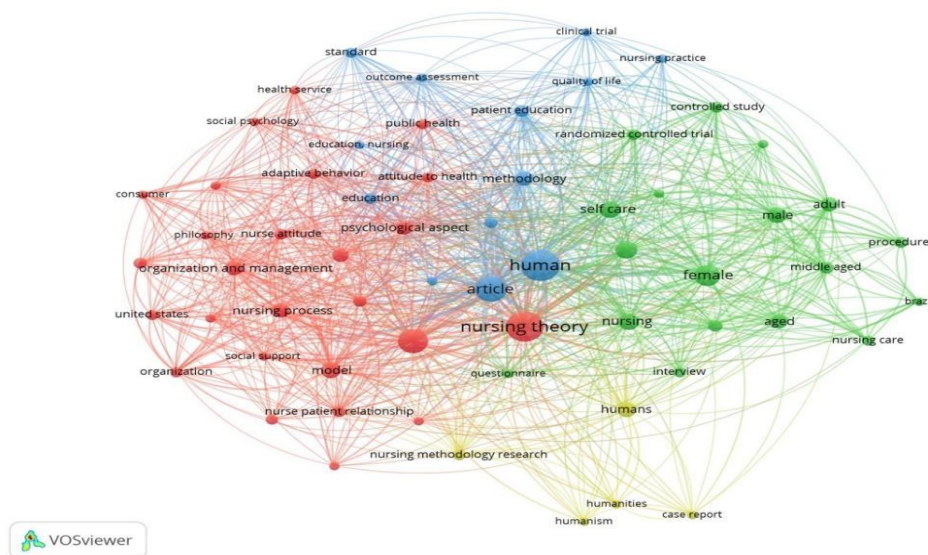 clinical trial
standard
nursing practice
outcome assessment
quality of life
health service
patient education
controlled study
social psychology
public health
randomized controlled trial
education, nursing
adaptive behavior
attitude to health
methodology
consumer
education
self care
male
adult
psychological aspect
philosophy
nurse attitude
procedure
human
organization and management
middle aged
female
article
braz
united states
nursing process
nursing theory
nursing
aged
nursing care
social support
organization
model
questionnaire
interview
nurse patient relationship
humans
nursing methodology research
humanities
case report
humanism
VOSviewer